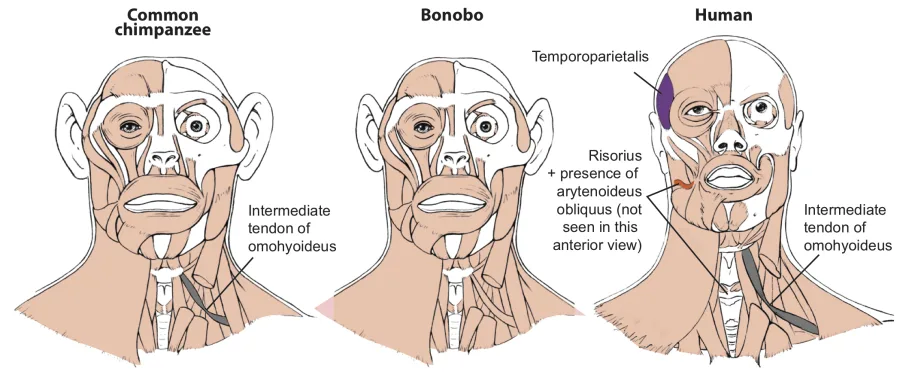 Common
chimpanzee
Bonobo
Human
Intermediate
tendon of
omohyoideus
Temporoparietalis
Risorius
+ presence of
arytenoideus
obliquus (not
seen in this
anterior view)
Intermediate
tendon of
omohyoideus